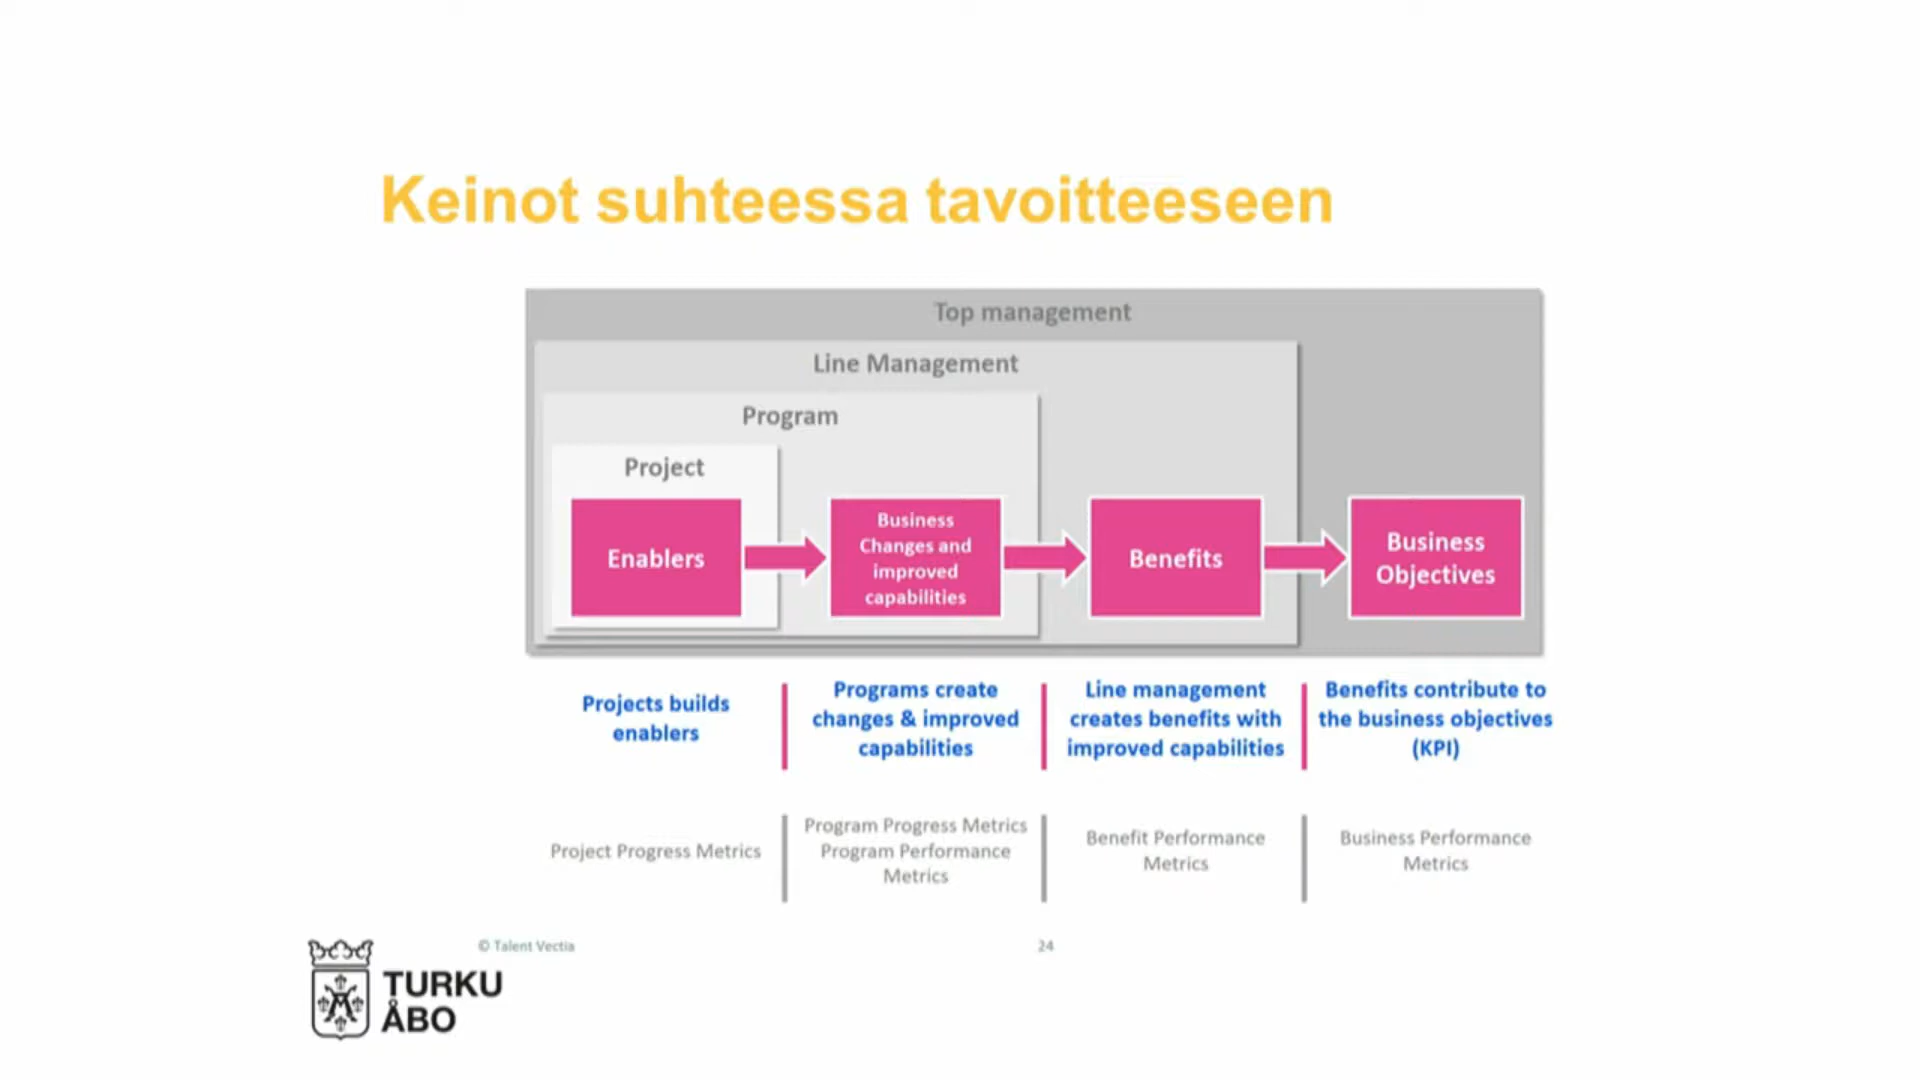 Keinot suhteessa tavoitteeseen
Top management
Line Management
Program
Project
Enablers
Business
Changes and
improved
capabilities
Benefits
Business
Objectives
Projects builds
enablers
Programs create
changes & improved
capabilities
Line management
creates benefits with
improved capabilities
Benefits contribute to
the business objectives
(KPI)
Project Progress Metrics
Program Progress Metrics
Program Performance
Metrics
Benefit Performance
Metrics
Business Performance
Metrics
© Talent Vectia
24
TURKU
ÅBO